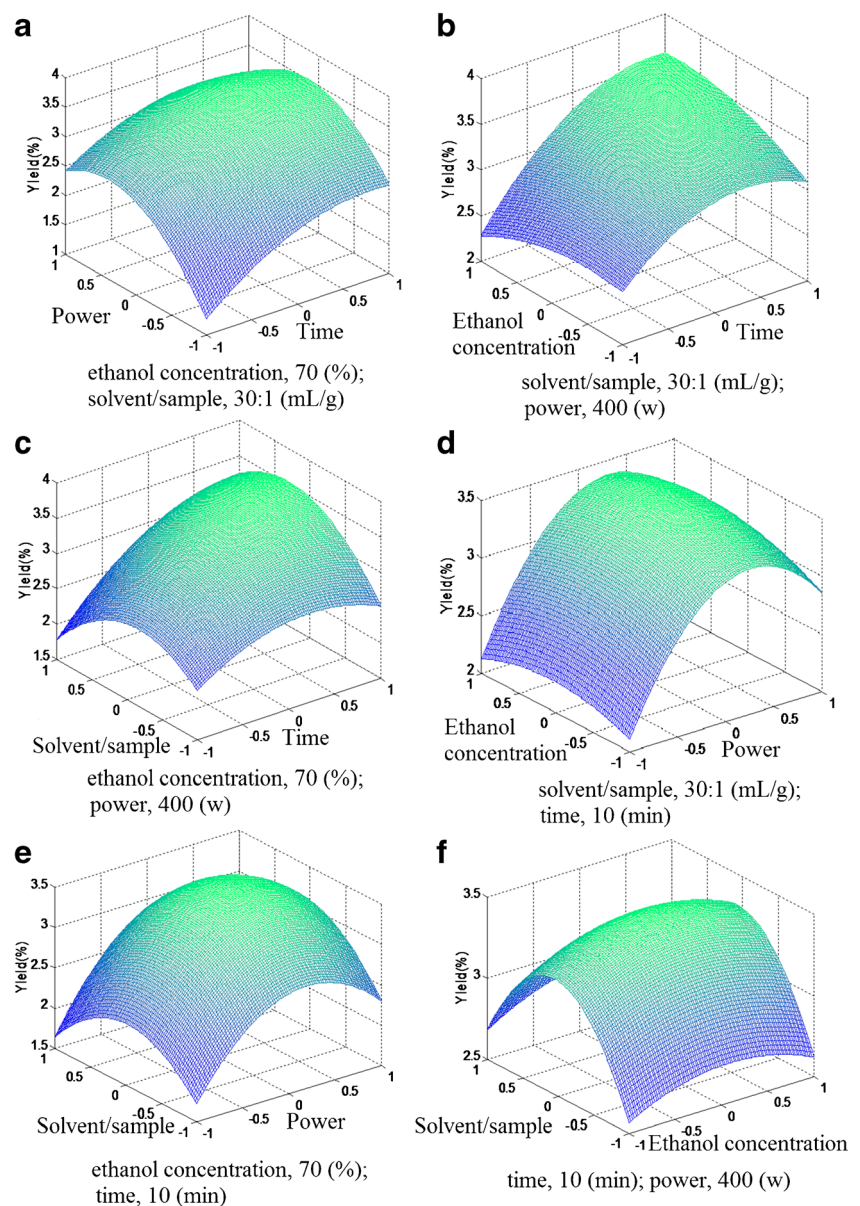 a
4
3.5
3
2.5
2
1.5
1
Yield(%)
1
0.5
0
-0.5
-1
Power
-1
-0.5
0
0.5
1
Time
ethanol concentration, 70 (%);
solvent/sample, 30:1 (mL/g)
b
4
3.5
3
2.5
2
Yield(%)
1
0.5
0
-0.5
-1
Ethanol
concentration
-1
-0.5
0
0.5
1
Time
solvent/sample, 30:1 (mL/g);
power, 400 (w)
c
4
3.5
3
2.5
2
1.5
Yield(%)
1
0.5
0
-0.5
-1
Solvent/sample
-1
-0.5
0
0.5
1
Time
ethanol concentration, 70 (%);
power, 400 (w)
d
3.5
3
2.5
2
Yield(%)
1
0.5
0
-0.5
-1
Ethanol
concentration
-1
-0.5
0
0.5
1
Power
solvent/sample, 30:1 (mL/g);
time, 10 (min)
e
3.5
3
2.5
2
1.5
Yield(%)
1
0.5
0
-0.5
-1
Solvent/sample
-1
-0.5
0
0.5
1
Power
ethanol concentration, 70 (%);
time, 10 (min)
f
3.5
3
2.5
Yield(%)
1
0.5
0
-0.5
-1
Solvent/sample
-1
-0.5
0
0.5
1
Ethanol concentration
time, 10 (min); power, 400 (w)